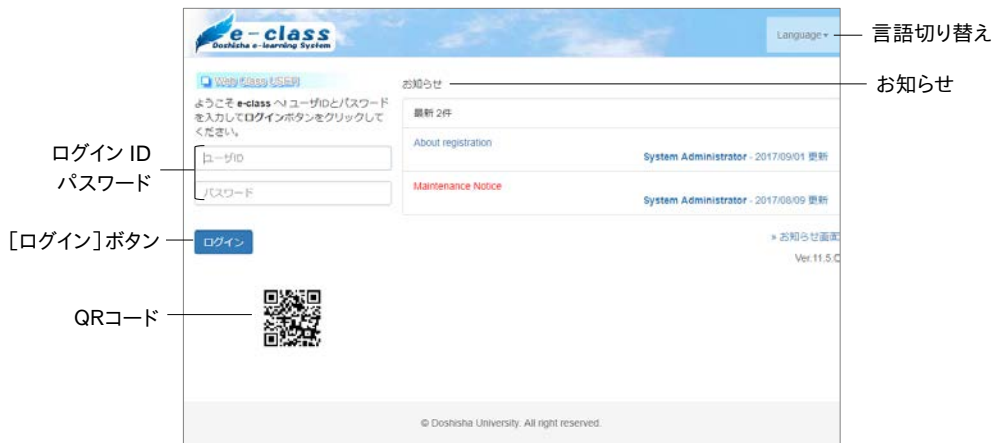 e-class
Doshisha e-learning System
Language
言語切り替え
Web Class USER
お知らせ
お知らせ
ようこそ e-class へ! ユーザIDとパスワード
を入力してログインボタンをクリックして
ください。
最新 2件
About registration
System Administrator - 2017/09/01 更新
ログイン ID
パスワード
ユーザID
パスワード
Maintenance Notice
System Administrator - 2017/08/09 更新
[ログイン]ボタン
ログイン
» お知らせ画面
Ver.11.5.0
QRコード
© Doshisha University. All right reserved.